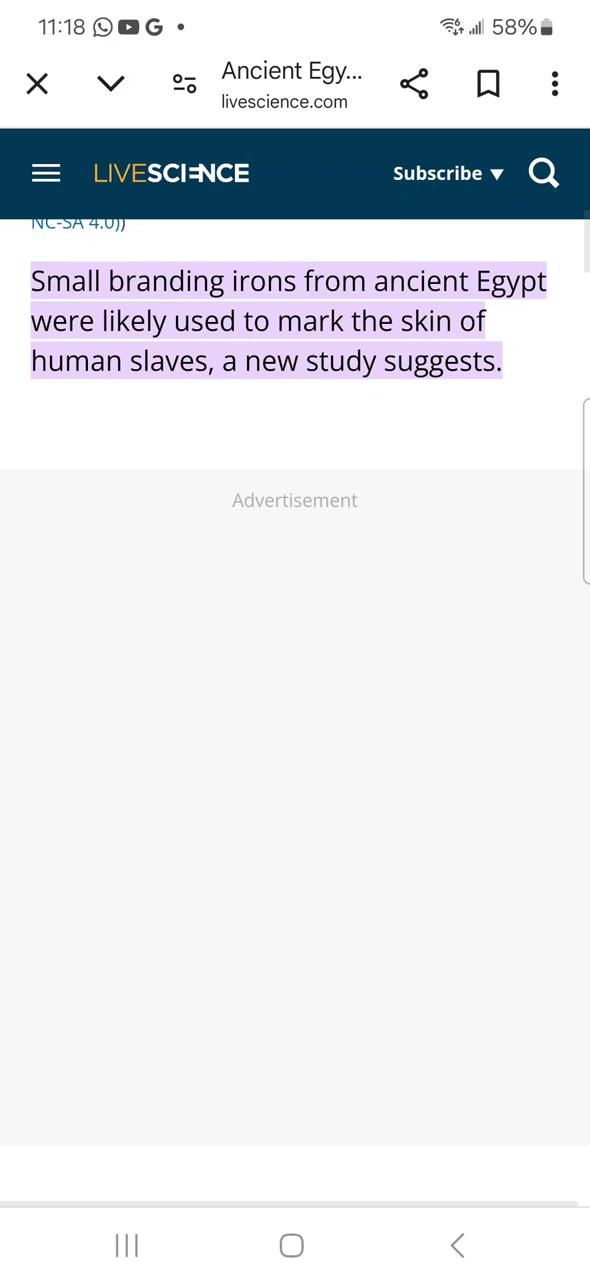 11:18 58%
Ancient Egy...
livescience.com
LIVESCIENCE Subscribe
NC-SA 4.0))
Small branding irons from ancient Egypt
were likely used to mark the skin of
human slaves, a new study suggests.
Advertisement